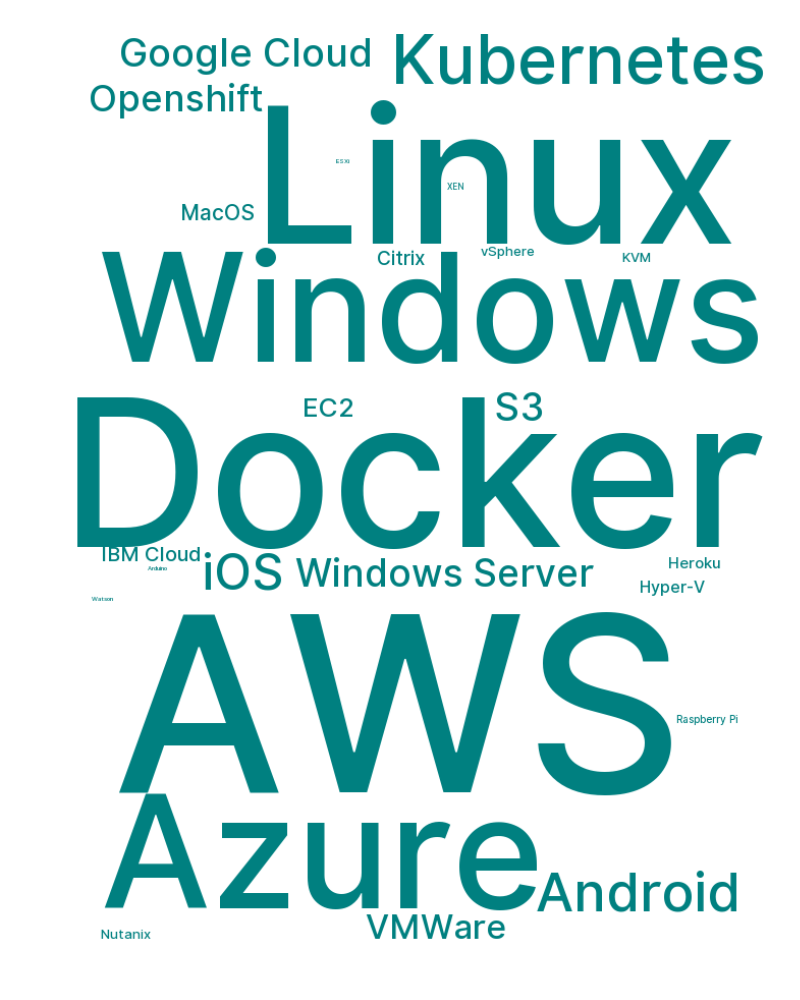 Google Cloud
Kubernetes
Openshift
Linux
ESXi
XEN
MacOS
Windows
Citrix
vSphere
KVM
Docker
EC2
S3
IBM Cloud
Arduino
iOS
Windows Server
Heroku
Hyper-V
Watson
AWS
Raspberry Pi
Azure
Android
VMWare
Nutanix